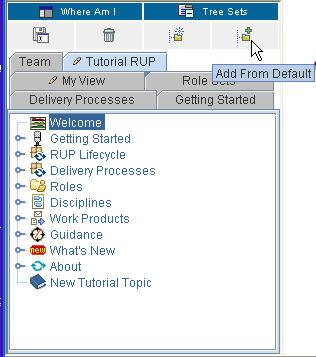 Where Am I
Tree Sets
Add From Default
Team
Tutorial RUP
My View
Role Sets
Delivery Processes
Getting Started
Welcome
Getting Started
RUP Lifecycle
Delivery Processes
Roles
Disciplines
Work Products
Guidance
new What's New
About
New Tutorial Topic